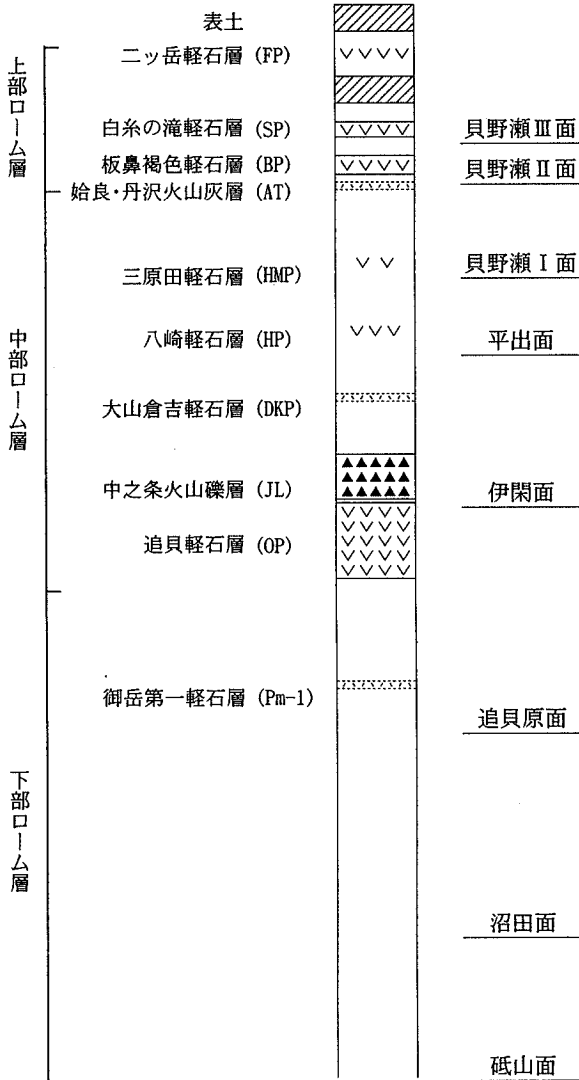 表土
二ッ岳軽石層 (FP)
上部ローム層
白糸の滝軽石層 (SP)
貝野瀬Ⅲ面
板鼻褐色軽石層 (BP)
貝野瀬Ⅱ面
姶良・丹沢火山灰層 (AT)
三原田軽石層 (HMP)
貝野瀬Ⅰ面
八崎軽石層 (HP)
平出面
中部ローム層
大山倉吉軽石層 (DKP)
中之条火山礫層 (JL)
伊閑面
追貝軽石層 (OP)
御岳第一軽石層 (Pm-1)
追貝原面
下部ローム層
沼田面
砥山面